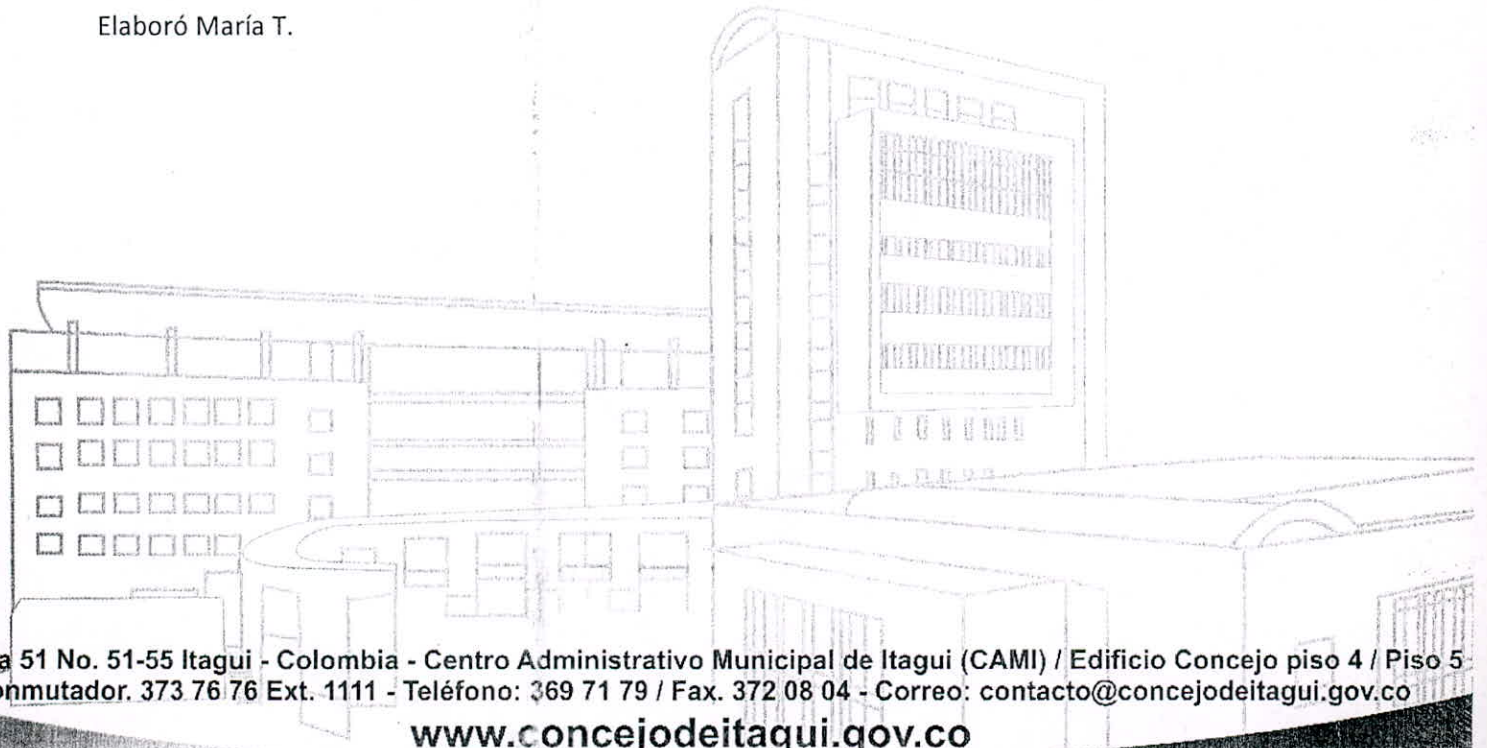 Elaboró María T.
a 51 No. 51-55 Itagui - Colombia - Centro Administrativo Municipal de Itagui (CAMI) / Edificio Concejo piso 4 / Piso 5
nmutador. 373 76 76 Ext. 1111 - Teléfono: 369 71 79 / Fax. 372 08 04 - Correo: contacto@concejodeitagui.gov.co
www.concejodeitagui.gov.co